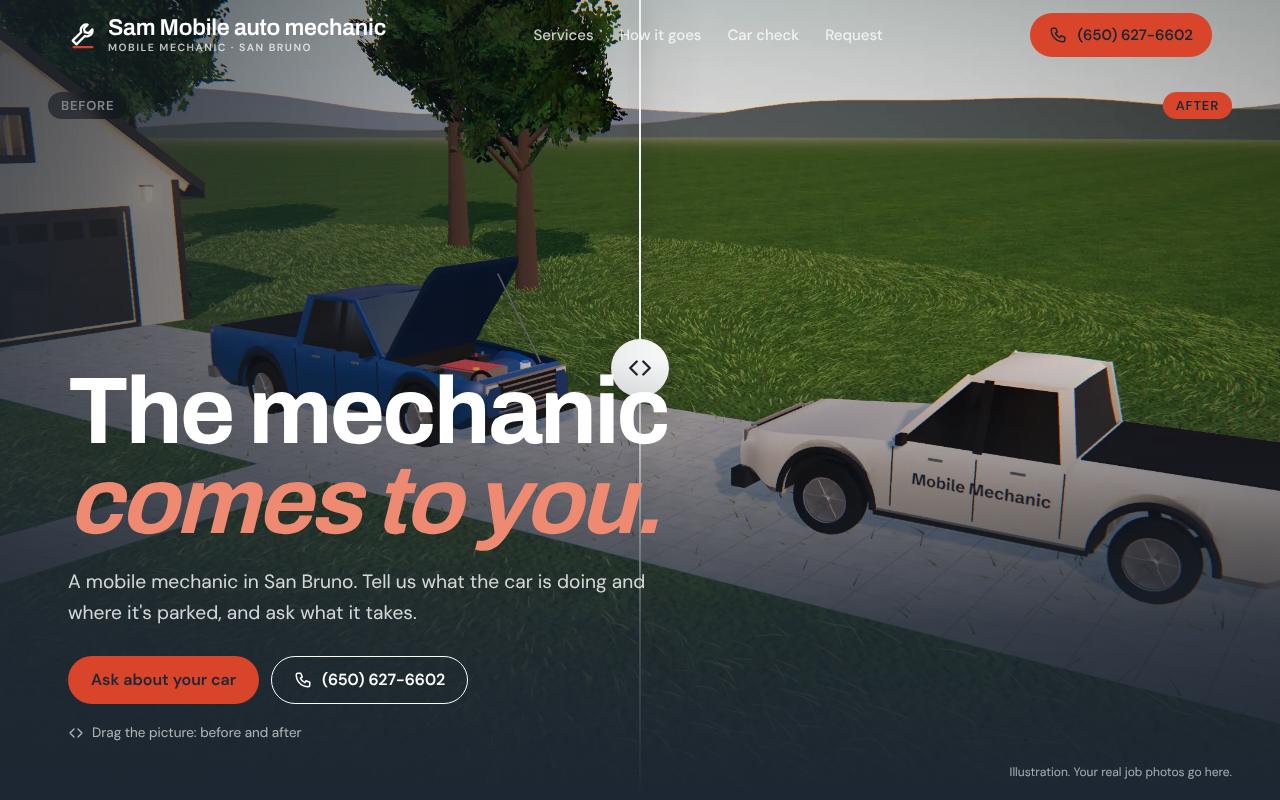 Sam Mobile auto mechanic
MOBILE MECHANIC · SAN BRUNO
Services
How it goes
Car check
Request
(650) 627-6602
BEFORE
AFTER
The mechanic
comes to you.
Mobile Mechanic
A mobile mechanic in San Bruno. Tell us what the car is doing and
where it's parked, and ask what it takes.
Ask about your car
(650) 627-6602
Drag the picture: before and after
Illustration. Your real job photos go here.